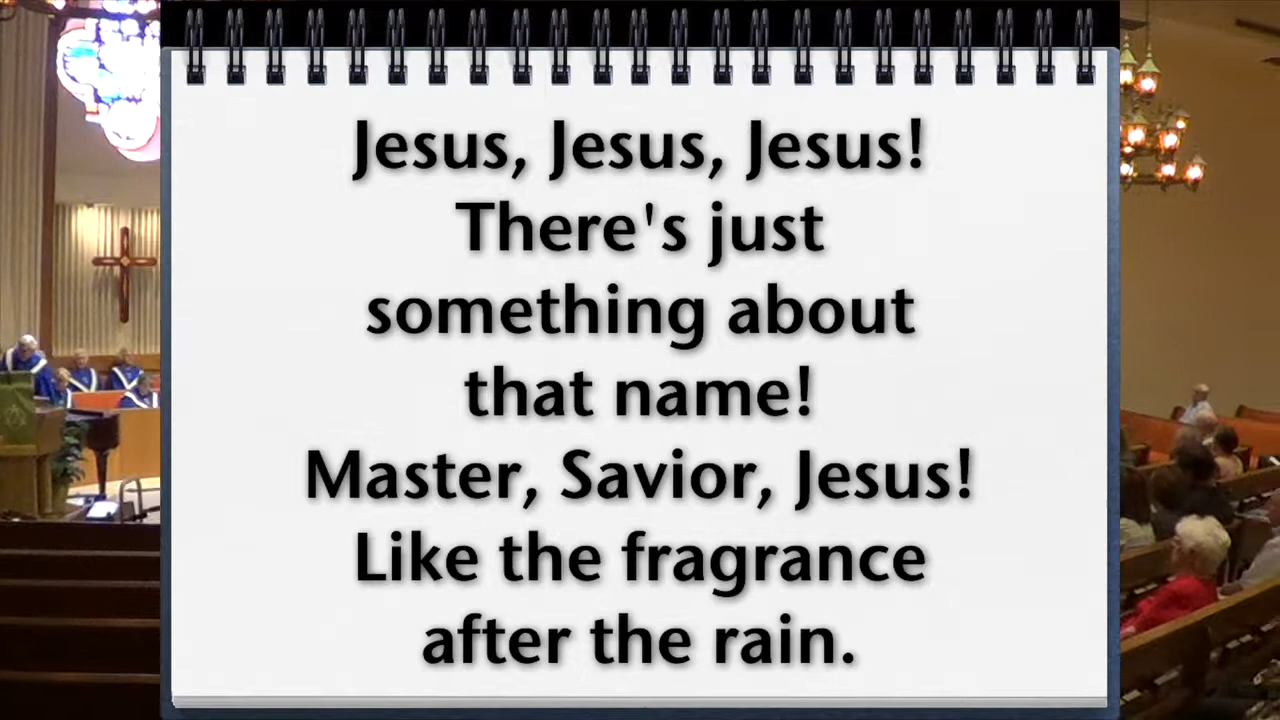 Jesus, Jesus, Jesus!
There's just
something about
that name!
Master, Savior, Jesus!
Like the fragrance
after the rain.